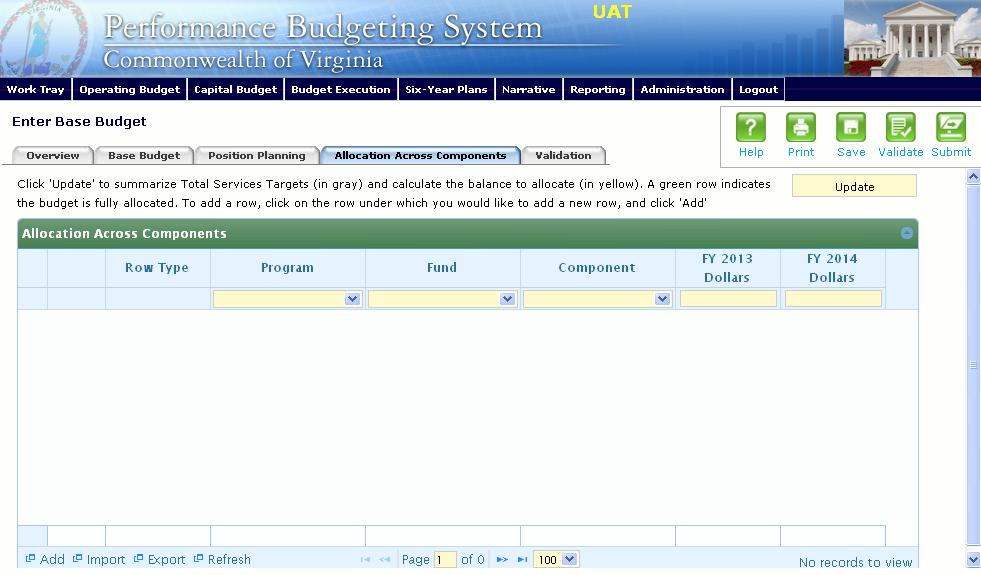 UAT
Performance Budgeting System
Commonwealth of Virginia
Work Tray Operating Budget Capital Budget Budget Execution Six-Year Plans Narrative Reporting Administration Logout
Enter Base Budget
? Help Print Save Validate Submit
Overview Base Budget Position Planning Allocation Across Components Validation
Click 'Update' to summarize Total Services Targets (in gray) and calculate the balance to allocate (in yellow). A green row indicates
the budget is fully allocated. To add a row, click on the row under which you would like to add a new row, and click 'Add'
Update
Allocation Across Components
Row Type Program Fund Component FY 2013 Dollars FY 2014 Dollars
Add Import Export Refresh Page 1 of 0 100 No records to view